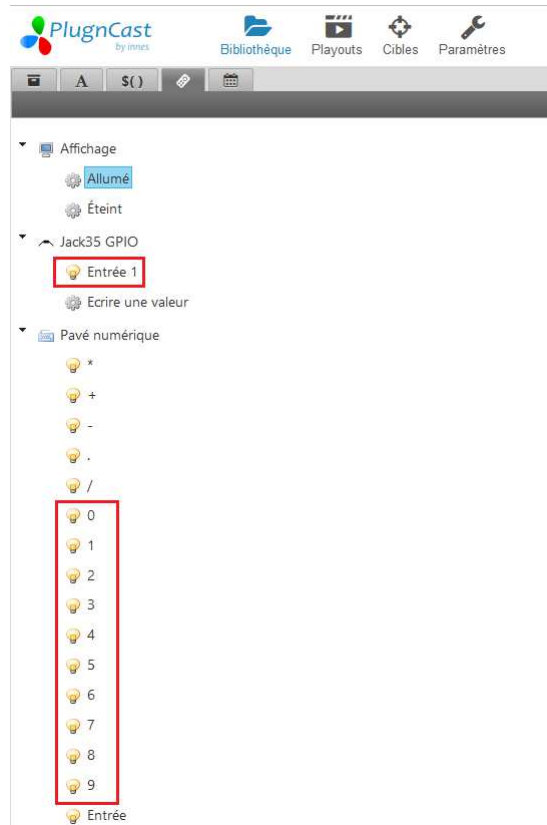 PlugnCast
by innes
Bibliothèque Playouts Cibles Paramètres
A $( )
Affichage
Allumé
Éteint
Jack35 GPIO
Entrée 1
Ecrire une valeur
Pavé numérique
*
+
-
.
/
0
1
2
3
4
5
6
7
8
9
Entrée